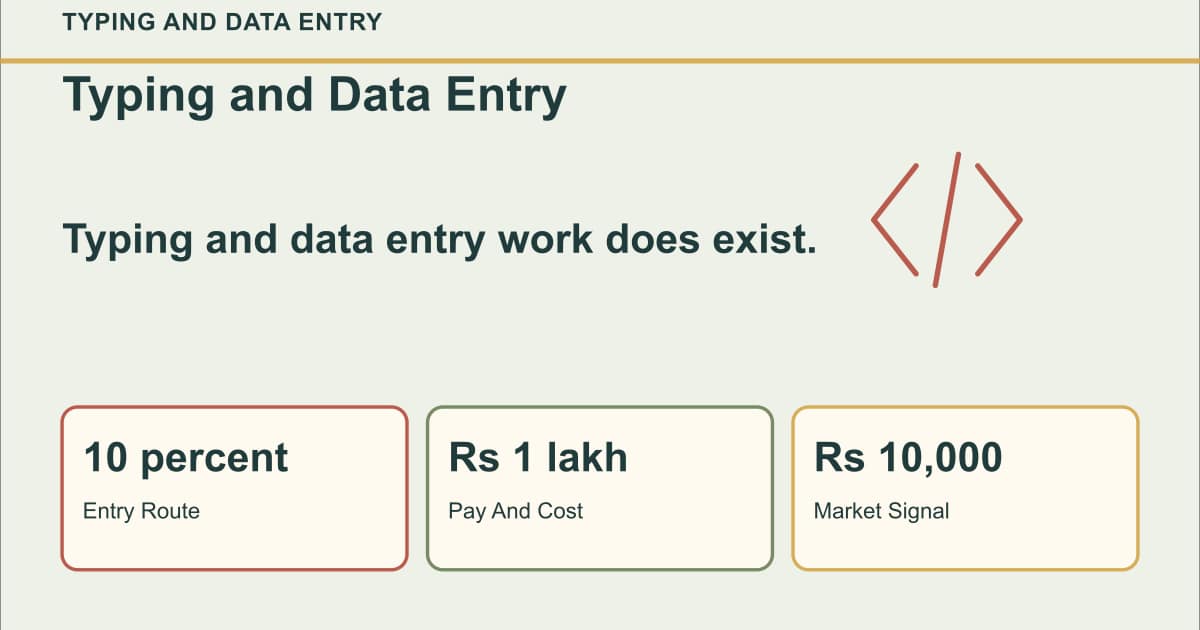 TYPING AND DATA ENTRY
Typing and Data Entry
Typing and data entry work does exist.
10 percent
Entry Route
Rs 1 lakh
Pay And Cost
Rs 10,000
Market Signal